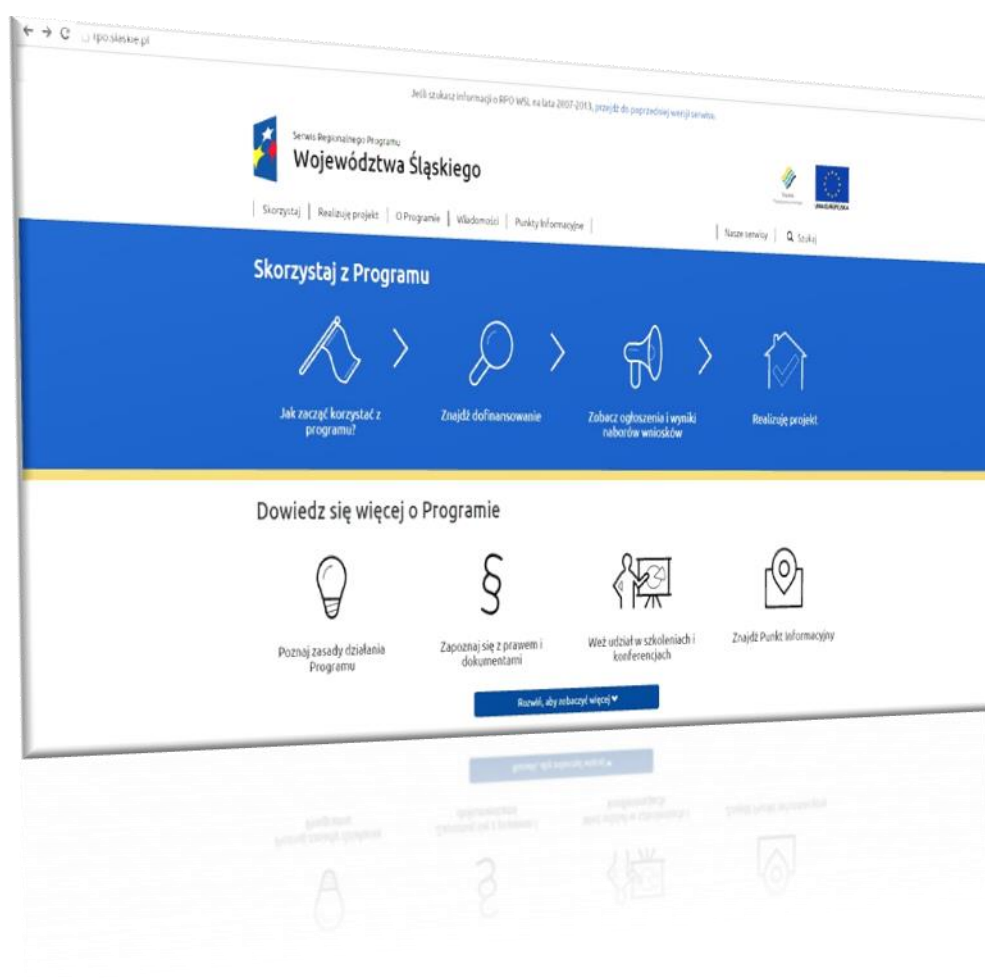 rpo.slaskie.pl
Jeśli szukasz informacji o RPO WSL na lata 2007-2013, przejdź do poprzedniej wersji serwisu.
Serwis Regionalnego Programu
Województwa Śląskiego
UNIA EUROPEJSKA
Skorzystaj | Realizuję projekt | O Programie | Wiadomości | Punkty Informacyjne | Nasze serwisy | Szukaj
Skorzystaj z Programu
Jak zacząć korzystać z
programu?
Znajdź dofinansowanie
Zobacz ogłoszenia i wyniki
naborów wniosków
Realizuję projekt
Dowiedz się więcej o Programie
Poznaj zasady działania
Programu
Zapoznaj się z prawem i
dokumentami
Weź udział w szkoleniach i
konferencjach
Znajdź Punkt Informacyjny
Rozwiń, aby zobaczyć więcej